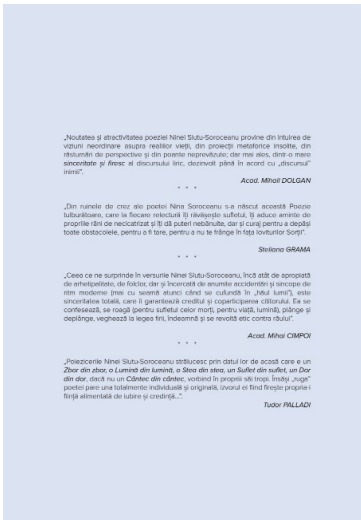 „Noutatea și atractivitatea poeziei Ninei Slutu-Soroceanu provine din intuirea de
viziuni neordinare asupra realiilor vieții, din proiecții metaforice insolite, din
răsturnări de perspective și din poante neprevăzute; dar mai ales, dintr-o mare
sinceritate și firesc al discursului liric, dezinvolt până în acord cu „discursul”
inimii”.
Acad. Mihail DOLGAN
* * *
„Din ruinele de crez ale poetei Nina Soroceanu s-a născut această Poezie
tulburătoare, care la fiecare relectură îți răvășește sufletul, îți aduce aminte de
propriile răni de necicatrizat și îți dă puteri nebănuite, dar și curaj pentru a depăși
toate obstacolele, pentru a fi tare, pentru a nu te frânge în fața loviturilor Sorții”.
Steliana GRAMA
* * *
„Ceea ce ne surprinde în versurile Ninei Slutu-Soroceanu, încă atât de apropiată
de arhetipalitate, de folclor, dar și încercată de anumite accidentări și sincope de
ritm moderne (mai cu seamă atunci când se cufundă în „hăul lumii”), este
sinceritatea totală, care îi garantează creditul și coparticiperea cititorului. Ea se
confesează, se roagă (pentru sufletul celor morți, pentru viață, lumină), plânge și
deplânge, veghează la legea firii, îndeamnă și se revoltă etic contra răului”.
Acad. Mihai CIMPOI
* * *
„Poiezicerile Ninei Slutu-Soroceanu strălucesc prin datul lor de acasă care e un
Zbor din zbor, o Lumină din lumină, o Stea din stea, un Suflet din suflet, un Dor
din dor, dacă nu un Cântec din cântec, vorbind în proprii săi tropi. Însăși „ruga”
poetei pare una totalmente individuală și originală, izvorul ei fiind firește propria-i
ființă alimentată de iubire și credință...”.
Tudor PALLADI